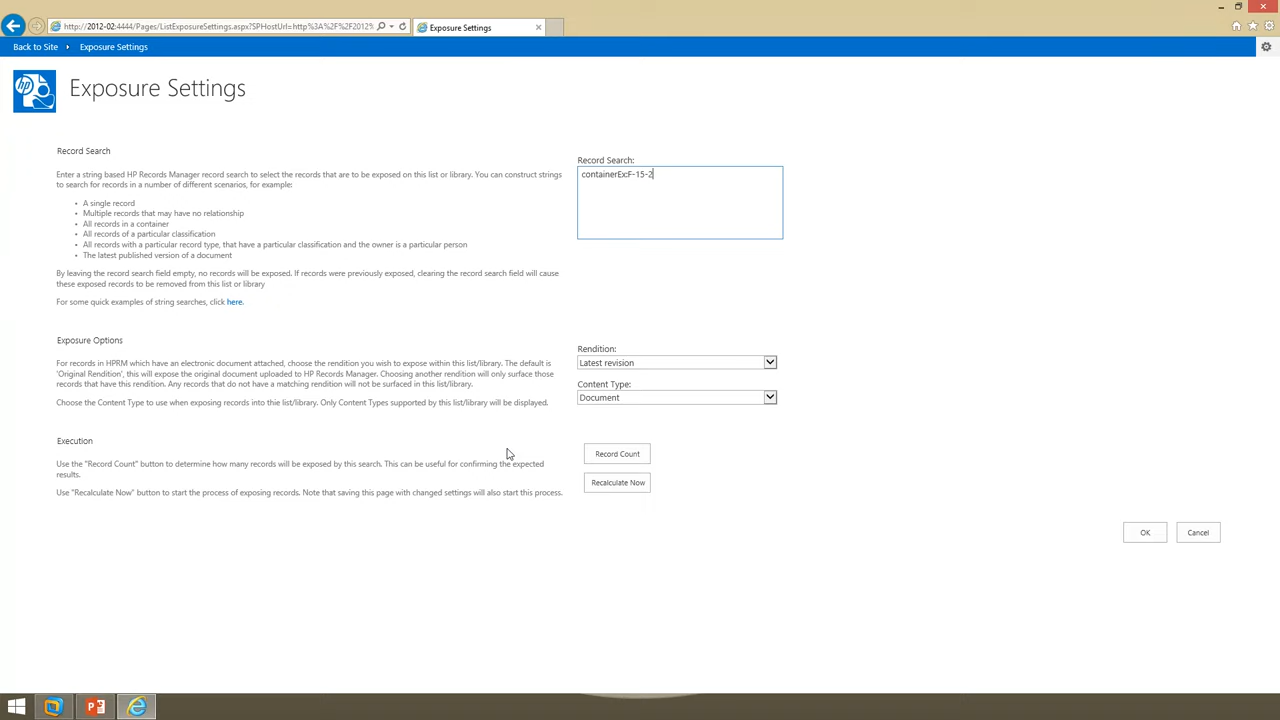 http://2012-02:4444/Pages/ListExposureSettings.aspx?SPHostUrl=http%3A%2F%2F2012%
Exposure Settings
Back to Site
Exposure Settings
hp
Exposure Settings
Record Search
Enter a string based HP Records Manager record search to select the records that are to be exposed on this list or library. You can construct strings
to search for records in a number of different scenarios, for example:
A single record
Multiple records that may have no relationship
All records in a container
All records of a particular classification
All records with a particular record type, that have a particular classification and the owner is a particular person
The latest published version of a document
By leaving the record search field empty, no records will be exposed. If records were previously exposed, clearing the record search field will cause
these exposed records to be removed from this list or library
For some quick examples of string searches, click here.
Record Search:
containerEx:F-15-2
Exposure Options
For records in HPRM which have an electronic document attached, choose the rendition you wish to expose within this list/library. The default is
'Original Rendition', this will expose the original document uploaded to HP Records Manager. Choosing another rendition will only surface those
records that have this rendition. Any records that do not have a matching rendition will not be surfaced in this list/library.
Choose the Content Type to use when exposing records into thie list/library. Only Content Types supported by this list/library will be displayed.
Rendition:
Latest revision
Content Type:
Document
Execution
Use the "Record Count" button to determine how many records will be exposed by this search. This can be useful for confirming the expected
results.
Use "Recalculate Now" button to start the process of exposing records. Note that saving this page with changed settings will also start this process.
Record Count
Recalculate Now
OK
Cancel